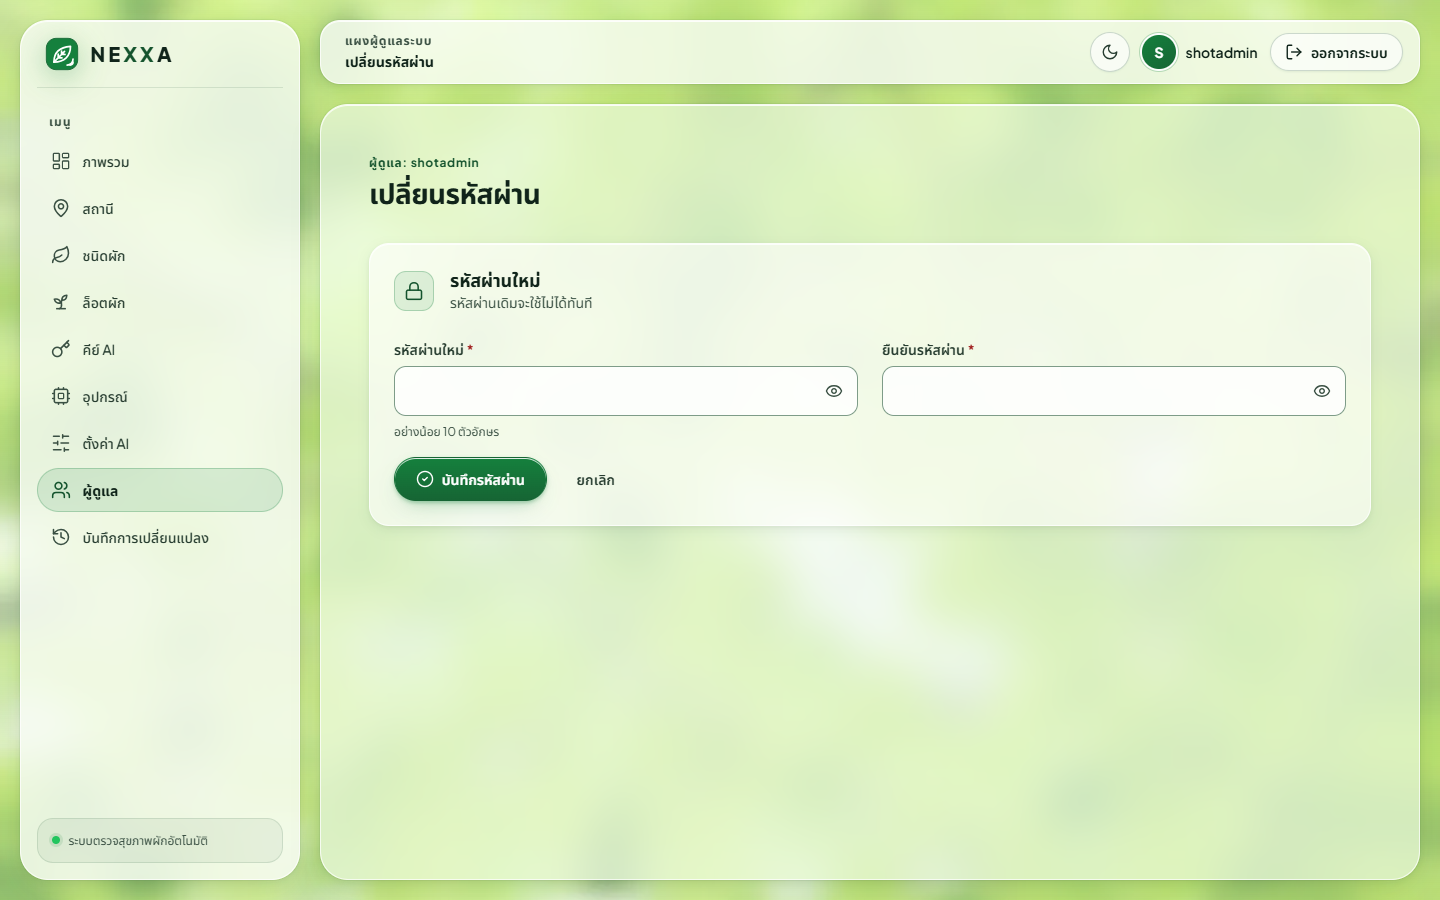 NEXXA
เมนู
ภาพรวม
สถานี
ชนิดผัก
ล็อตผัก
คีย์ AI
อุปกรณ์
ตั้งค่า AI
ผู้ดูแล
บันทึกการเปลี่ยนแปลง
ระบบตรวจสุขภาพผักอัตโนมัติ
แผงผู้ดูแลระบบ
เปลี่ยนรหัสผ่าน
S shotadmin ออกจากระบบ
ผู้ดูแล: shotadmin
เปลี่ยนรหัสผ่าน
รหัสผ่านใหม่
รหัสผ่านเดิมจะใช้ไม่ได้ทันที
รหัสผ่านใหม่ *
ยืนยันรหัสผ่าน *
อย่างน้อย 10 ตัวอักษร
บันทึกรหัสผ่าน ยกเลิก